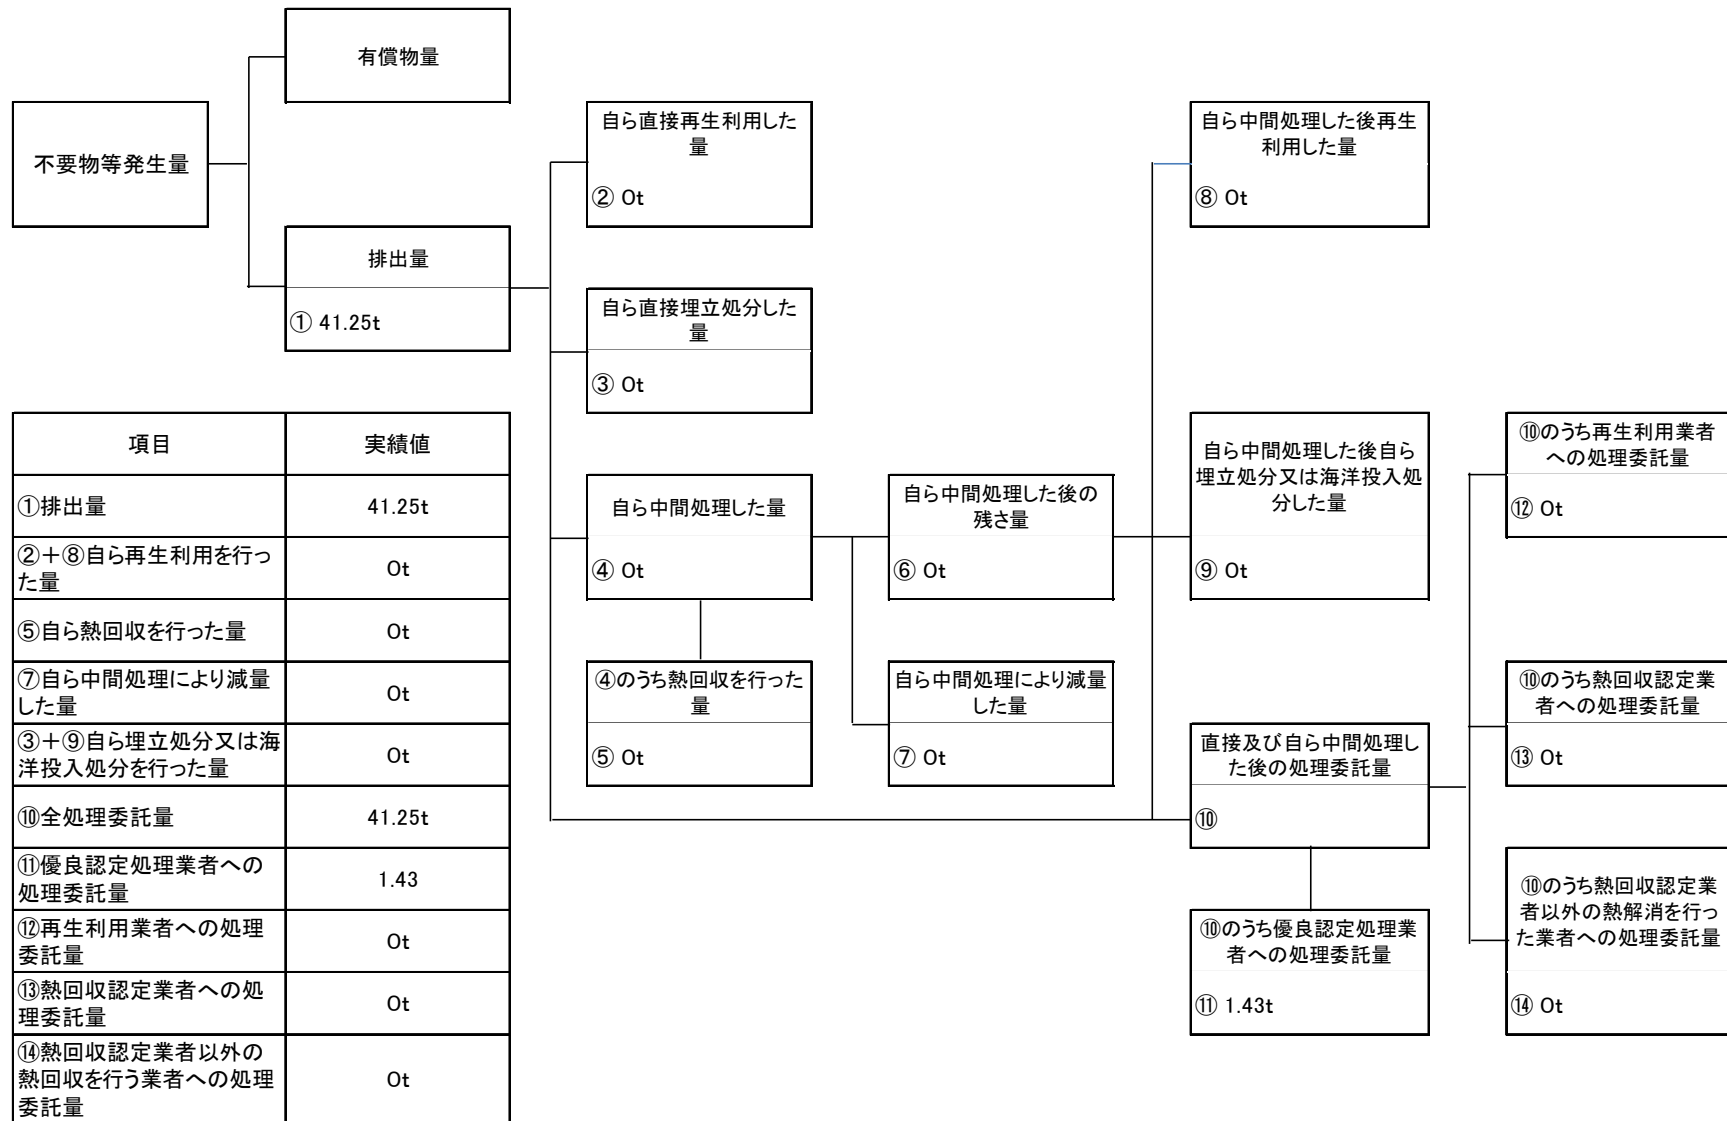 有償物量
不要物等発生量
排出量
① 41.25t
自ら直接再生利用した
量
② 0t
自ら直接埋立処分した
量
③ 0t
自ら中間処理した量
④ 0t
④のうち熱回収を行った
量
⑤ 0t
自ら中間処理した後の
残さ量
⑥ 0t
自ら中間処理により減量
した量
⑦ 0t
自ら中間処理した後再生
利用した量
⑧ 0t
自ら中間処理した後自ら
埋立処分又は海洋投入処
分した量
⑨ 0t
直接及び自ら中間処理し
た後の処理委託量
⑩
⑩のうち優良認定処理業
者への処理委託量
⑪ 1.43t
⑩のうち再生利用業者
への処理委託量
⑫ 0t
⑩のうち熱回収認定業
者への処理委託量
⑬ 0t
⑩のうち熱回収認定業
者以外の熱解消を行っ
た業者への処理委託量
⑭ 0t
項目 実績値
①排出量 41.25t
②＋⑧自ら再生利用を行っ
た量 0t
⑤自ら熱回収を行った量 0t
⑦自ら中間処理により減量
した量 0t
③＋⑨自ら埋立処分又は海
洋投入処分を行った量 0t
⑩全処理委託量 41.25t
⑪優良認定処理業者への
処理委託量 1.43
⑫再生利用業者への処理
委託量 0t
⑬熱回収認定業者への処
理委託量 0t
⑭熱回収認定業者以外の
熱回収を行う業者への処理
委託量 0t